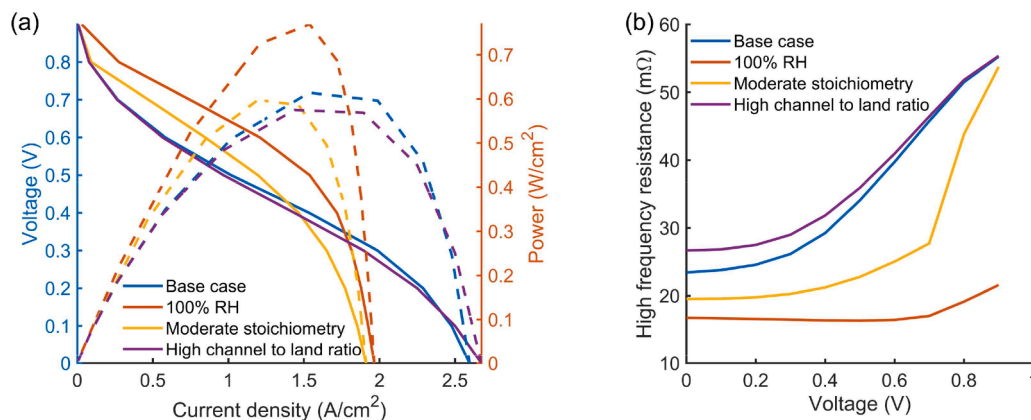 (a)
Voltage (V)
0.8
0.7
0.6
0.5
0.4
0.3
0.2
0.1
0
Base case
100% RH
Moderate stoichiometry
High channel to land ratio
0 0.5 1 1.5 2 2.5
Current density (A/cm²)
0.7
0.6
0.5
0.4
0.3
0.2
0.1
0
Power (W/cm²)
(b)
High frequency resistance (mΩ)
60
50
40
30
20
10
Base case
100% RH
Moderate stoichiometry
High channel to land ratio
0 0.2 0.4 0.6 0.8 1
Voltage (V)